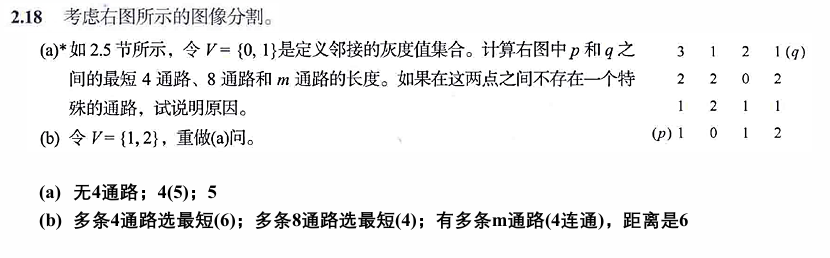 2.18 考虑右图所示的图像分割。
(a)* 如 2.5 节所示，令 V = {0, 1}是定义邻接的灰度值集合。计算右图中 p 和 q 之
间的最短 4 通路、8 通路和 m 通路的长度。如果在这两点之间不存在一个特
殊的通路，试说明原因。
(b) 令 V = {1, 2}，重做(a)问。
3 1 2 1 (q)
2 2 0 2
1 2 1 1
(p) 1 0 1 2
(a) 无4通路；4(5)；5
(b) 多条4通路选最短(6)；多条8通路选最短(4)；有多条m通路(4连通)，距离是6